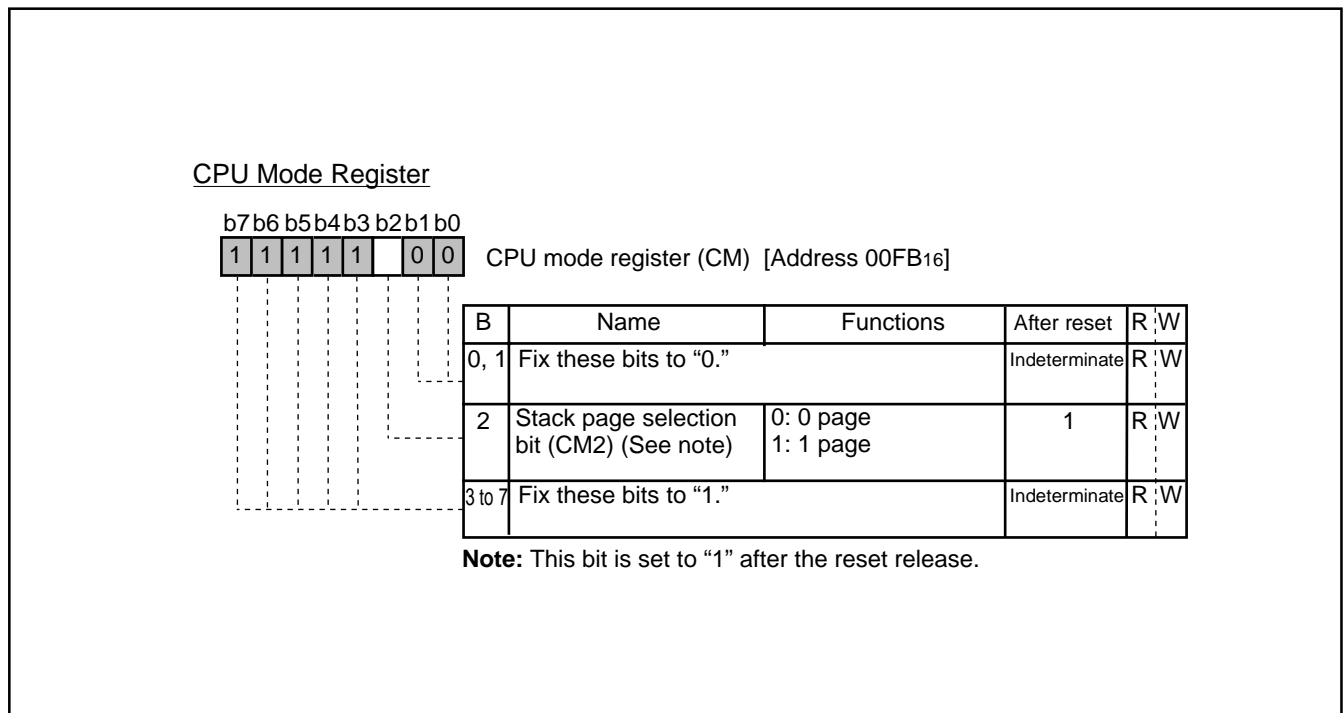 CPU Mode Register
b7 b6 b5 b4 b3 b2 b1 b0
1 1 1 1 1 0 0
CPU mode register (CM) [Address 00FB16]
B Name Functions After reset R W
0, 1 Fix these bits to “0.” Indeterminate R W
2 Stack page selection 0: 0 page 1 R W
bit (CM2) (See note) 1: 1 page
3 to 7 Fix these bits to “1.” Indeterminate R W
Note: This bit is set to “1” after the reset release.